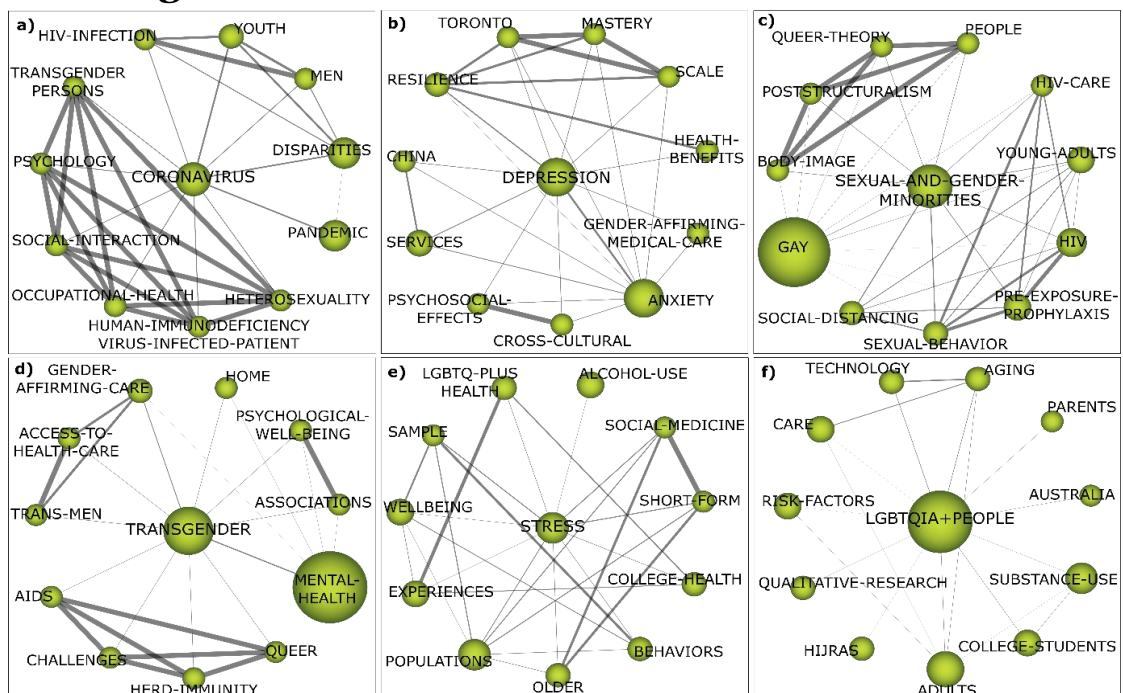 a)
HIV-INFECTION
YOUTH
TRANSGENDER
PERSONS
MEN
PSYCHOLOGY
DISPARITIES
CORONAVIRUS
SOCIAL-INTERACTION
PANDEMIC
OCCUPATIONAL-HEALTH
HETEROSEXUALITY
HUMAN-IMMUNODEFICIENCY
VIRUS-INFECTED-PATIENT
b)
TORONTO
MASTERY
RESILIENCE
SCALE
CHINA
HEALTH-
BENEFITS
DEPRESSION
SERVICES
GENDER-AFFIRMING-
MEDICAL-CARE
PSYCHOSOCIAL-
EFFECTS
ANXIETY
CROSS-CULTURAL
c)
QUEER-THEORY
PEOPLE
POSTSTRUCTURALISM
HIV-CARE
BODY-IMAGE
YOUNG-ADULTS
SEXUAL-AND-GENDER-
MINORITIES
GAY
HIV
SOCIAL-DISTANCING
PRE-EXPOSURE-
PROPHYLAXIS
SEXUAL-BEHAVIOR
d)
GENDER-
AFFIRMING-CARE
HOME
ACCESS-TO-
HEALTH-CARE
PSYCHOLOGICAL-
WELL-BEING
TRANS-MEN
ASSOCIATIONS
TRANSGENDER
MENTAL-
HEALTH
AIDS
CHALLENGES
QUEER
HERD-IMMUNITY
e)
LGBTQ-PLUS
HEALTH
ALCOHOL-USE
SAMPLE
SOCIAL-MEDICINE
WELLBEING
SHORT-FORM
STRESS
EXPERIENCES
COLLEGE-HEALTH
POPULATIONS
BEHAVIORS
OLDER
f)
TECHNOLOGY
AGING
CARE
PARENTS
RISK-FACTORS
AUSTRALIA
LGBTQIA+PEOPLE
QUALITATIVE-RESEARCH
SUBSTANCE-USE
HIJRAS
COLLEGE-STUDENTS
ADULTS